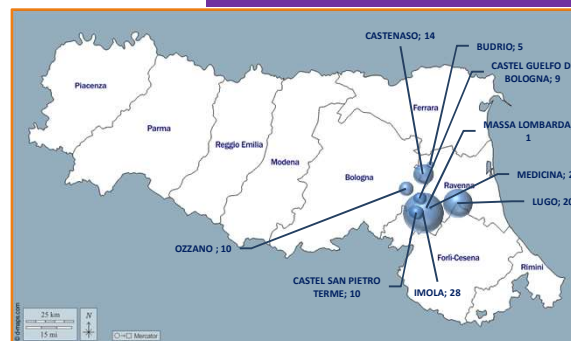 CASTENASO; 14
BUDRIO; 5
CASTEL GUELFO D
BOLOGNA; 9
Piacenza
Ferrara
Parma
MASSA LOMBARDA
1
Reggio Emilia
Modena
Bologna
MEDICINA; 2
Ravenna
LUGO; 20
OZZANO ; 10
Forlì-Cesena
CASTEL SAN PIETRO
TERME; 10
IMOLA; 28
Rimini
25 km
15 mi
N
Mercator
© d-maps.com